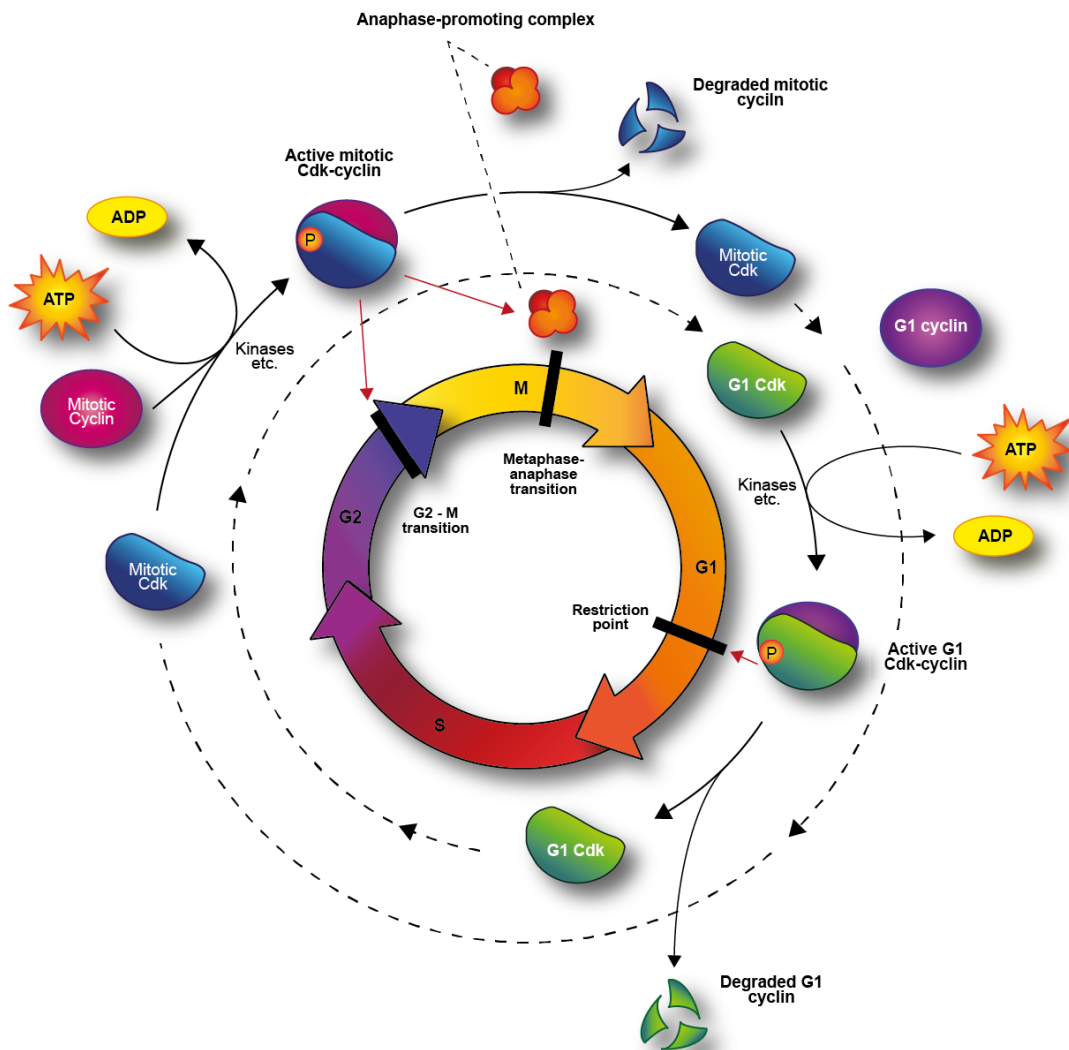 Anaphase-promoting complex
Degraded mitotic
cyciln
Active mitotic
Cdk-cyclin
ADP
P
Mitotic
Cdk
ATP
G1 cyclin
Kinases
etc.
G1 Cdk
Mitotic
Cyclin
M
ATP
Metaphase-
anaphase
transition
Kinases
etc.
G2
G2 - M
transition
ADP
Mitotic
Cdk
G1
Restriction
point
P
Active G1
Cdk-cyclin
S
G1 Cdk
Degraded G1
cyclin